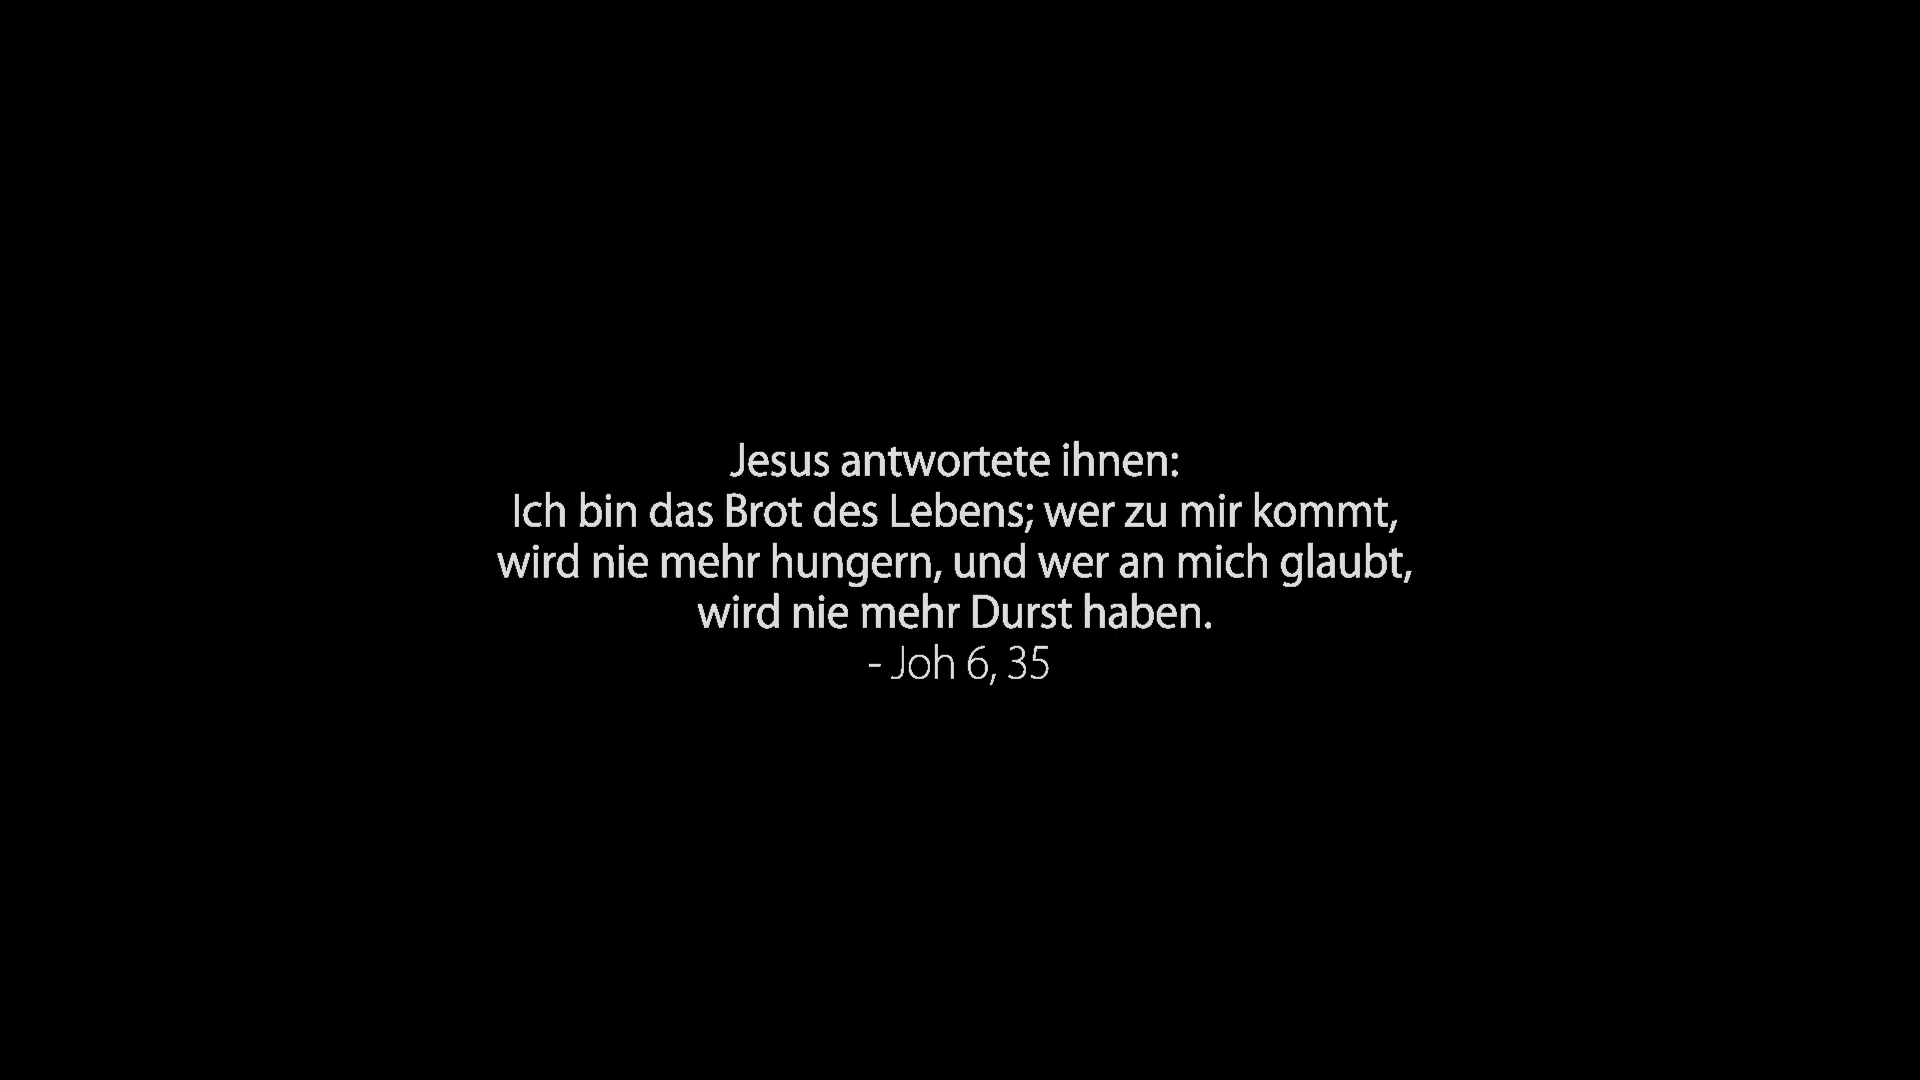 Jesus antwortete ihnen:
Ich bin das Brot des Lebens; wer zu mir kommt,
wird nie mehr hungern, und wer an mich glaubt,
wird nie mehr Durst haben.
- Joh 6, 35